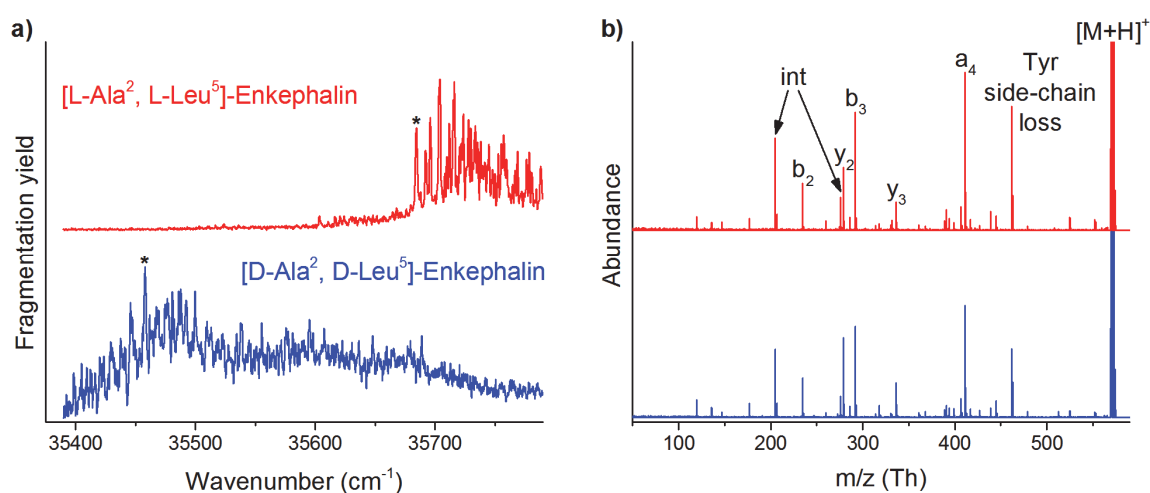 a)
[L-Ala², L-Leu⁵]-Enkephalin
*
[D-Ala², D-Leu⁵]-Enkephalin
*
Fragmentation yield
35400 35500 35600 35700
Wavenumber (cm⁻¹)
b)
[M+H]⁺
a₄
Tyr
side-chain
loss
int
b₃
y₂
b₂
y₃
Abundance
100 200 300 400 500
m/z (Th)